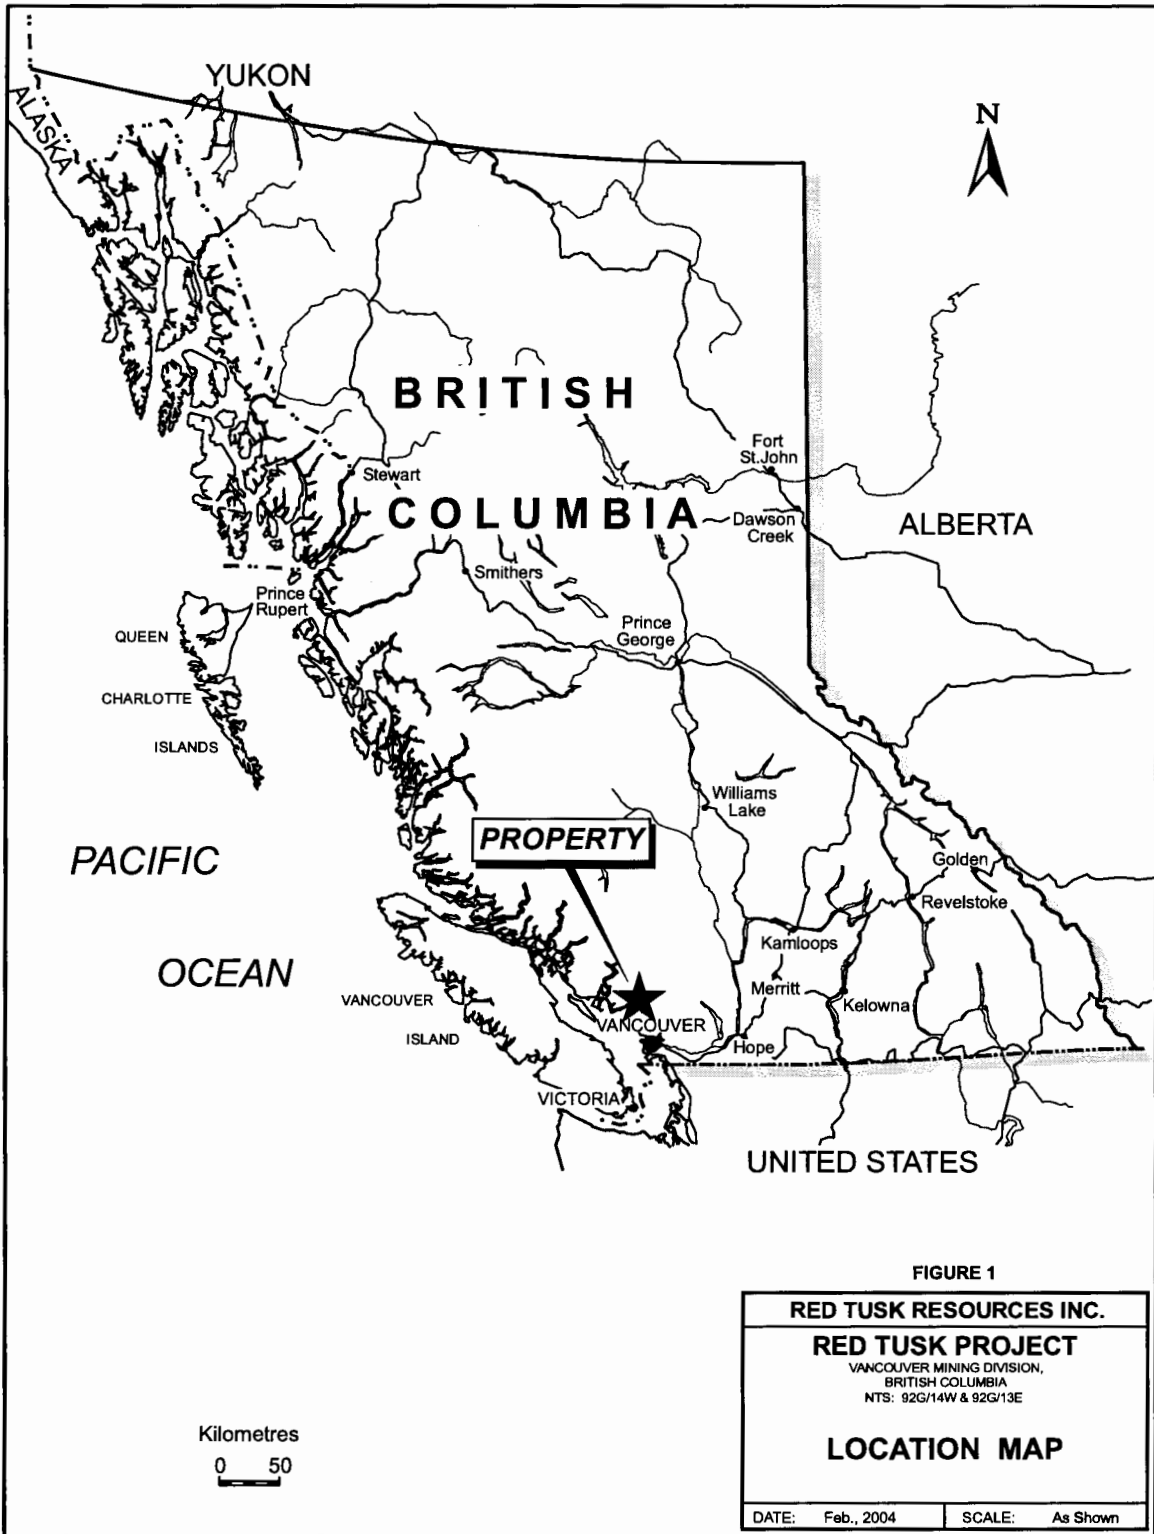 YUKON
ALASKA
N
BRITISH
Fort
St.John
Stewart
COLUMBIA
Dawson
Creek
ALBERTA
Smithers
Prince
Rupert
Prince
George
QUEEN
CHARLOTTE
ISLANDS
Williams
Lake
PROPERTY
PACIFIC
Golden
Revelstoke
Kamloops
OCEAN
Merritt
VANCOUVER
ISLAND
Kelowna
VANCOUVER
Hope
VICTORIA
UNITED STATES
FIGURE 1
RED TUSK RESOURCES INC.
RED TUSK PROJECT
VANCOUVER MINING DIVISION,
BRITISH COLUMBIA
NTS: 92G/14W & 92G/13E
LOCATION MAP
Kilometres
0 50
DATE: Feb., 2004 SCALE: As Shown